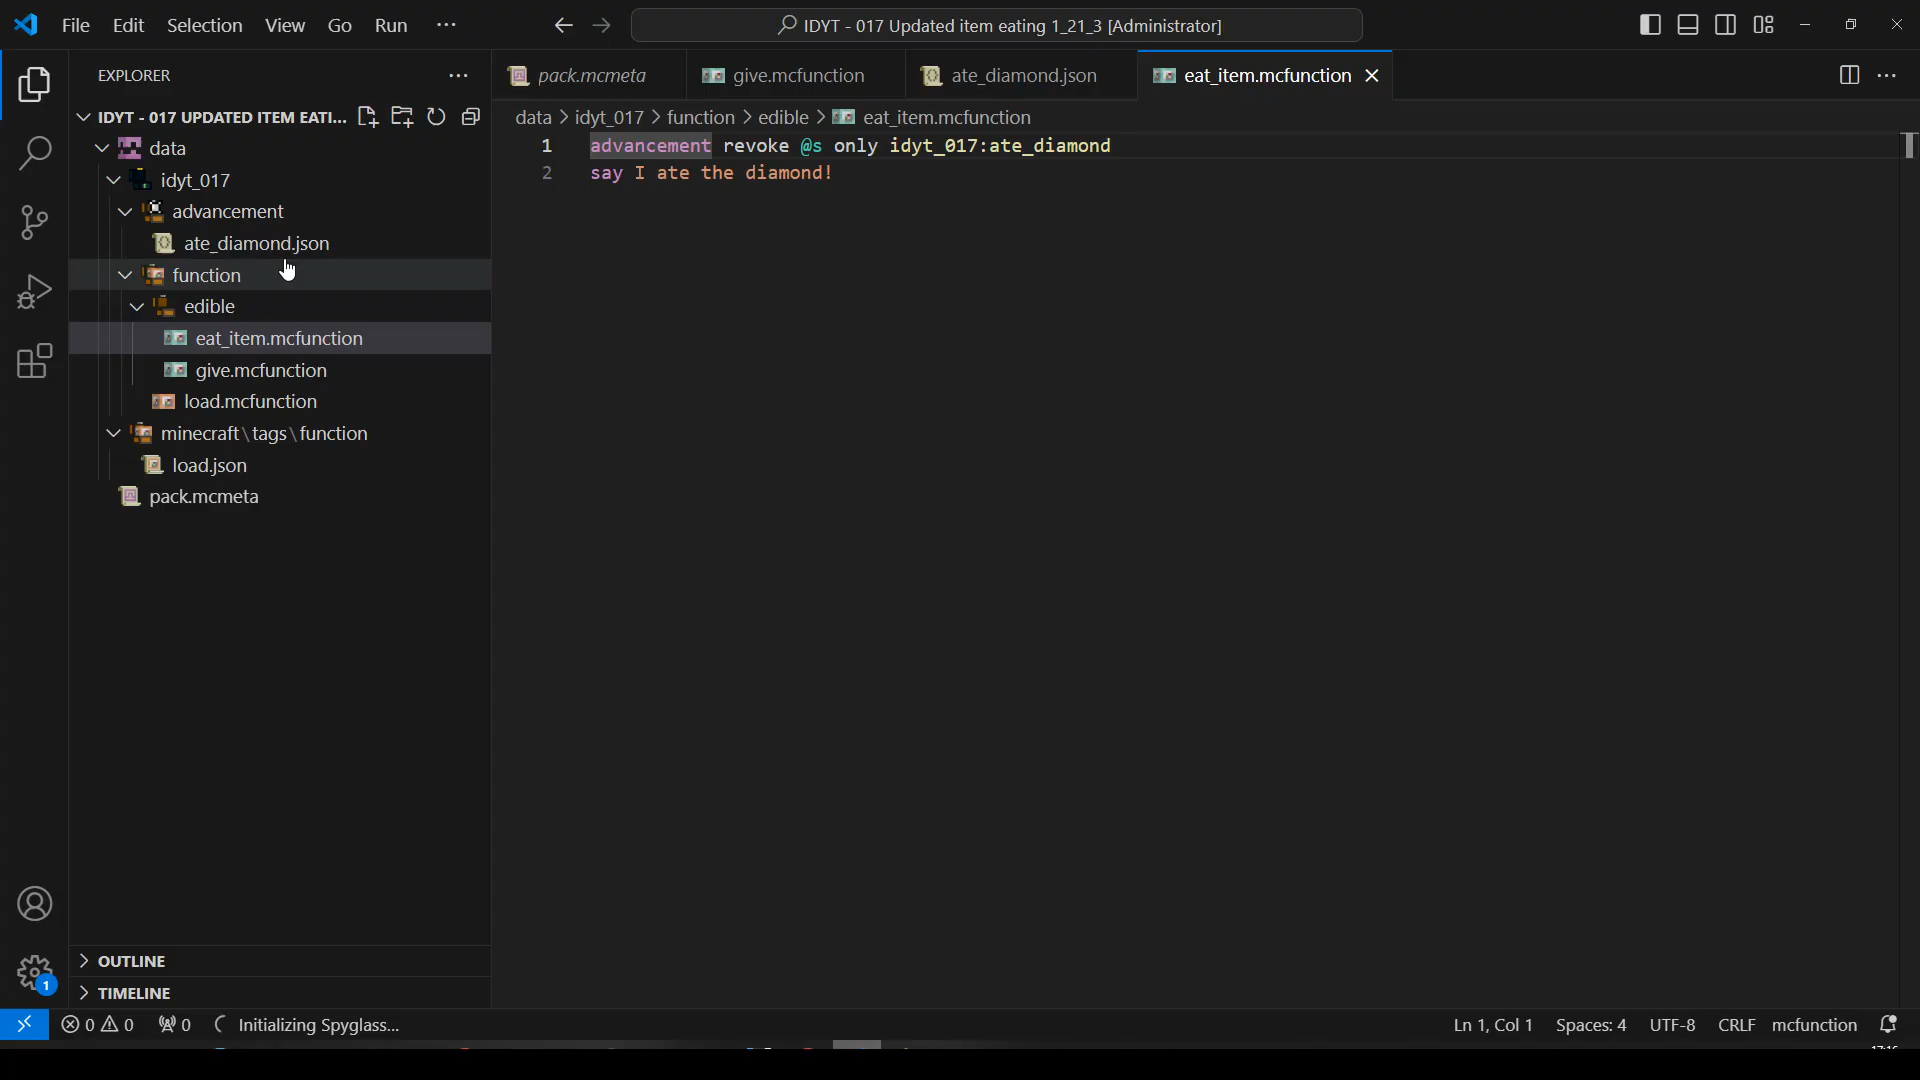 File Edit Selection View Go Run ···
IDYT - 017 Updated item eating 1_21_3 [Administrator]
EXPLORER
IDYT - 017 UPDATED ITEM EATI...
data
idyt_017
advancement
ate_diamond.json
function
edible
eat_item.mcfunction
give.mcfunction
load.mcfunction
minecraft\tags\function
load.json
pack.mcmeta
OUTLINE
TIMELINE
pack.mcmeta give.mcfunction ate_diamond.json eat_item.mcfunction
data > idyt_017 > function > edible > eat_item.mcfunction
1 advancement revoke @s only idyt_017:ate_diamond
2 say I ate the diamond!
1
0 0 0 Initializing Spyglass... Ln 1, Col 1 Spaces: 4 UTF-8 CRLF mcfunction